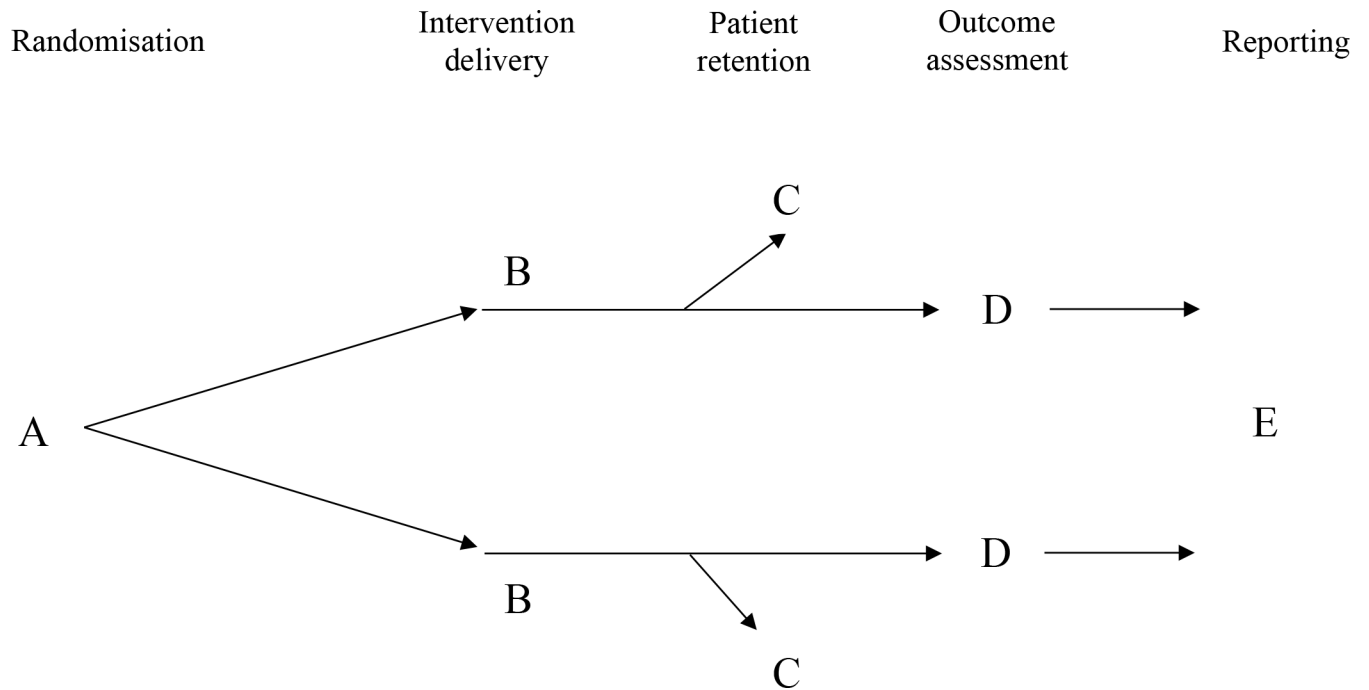 Randomisation
Intervention
delivery
Patient
retention
Outcome
assessment
Reporting
C
B
D
A
E
D
B
C